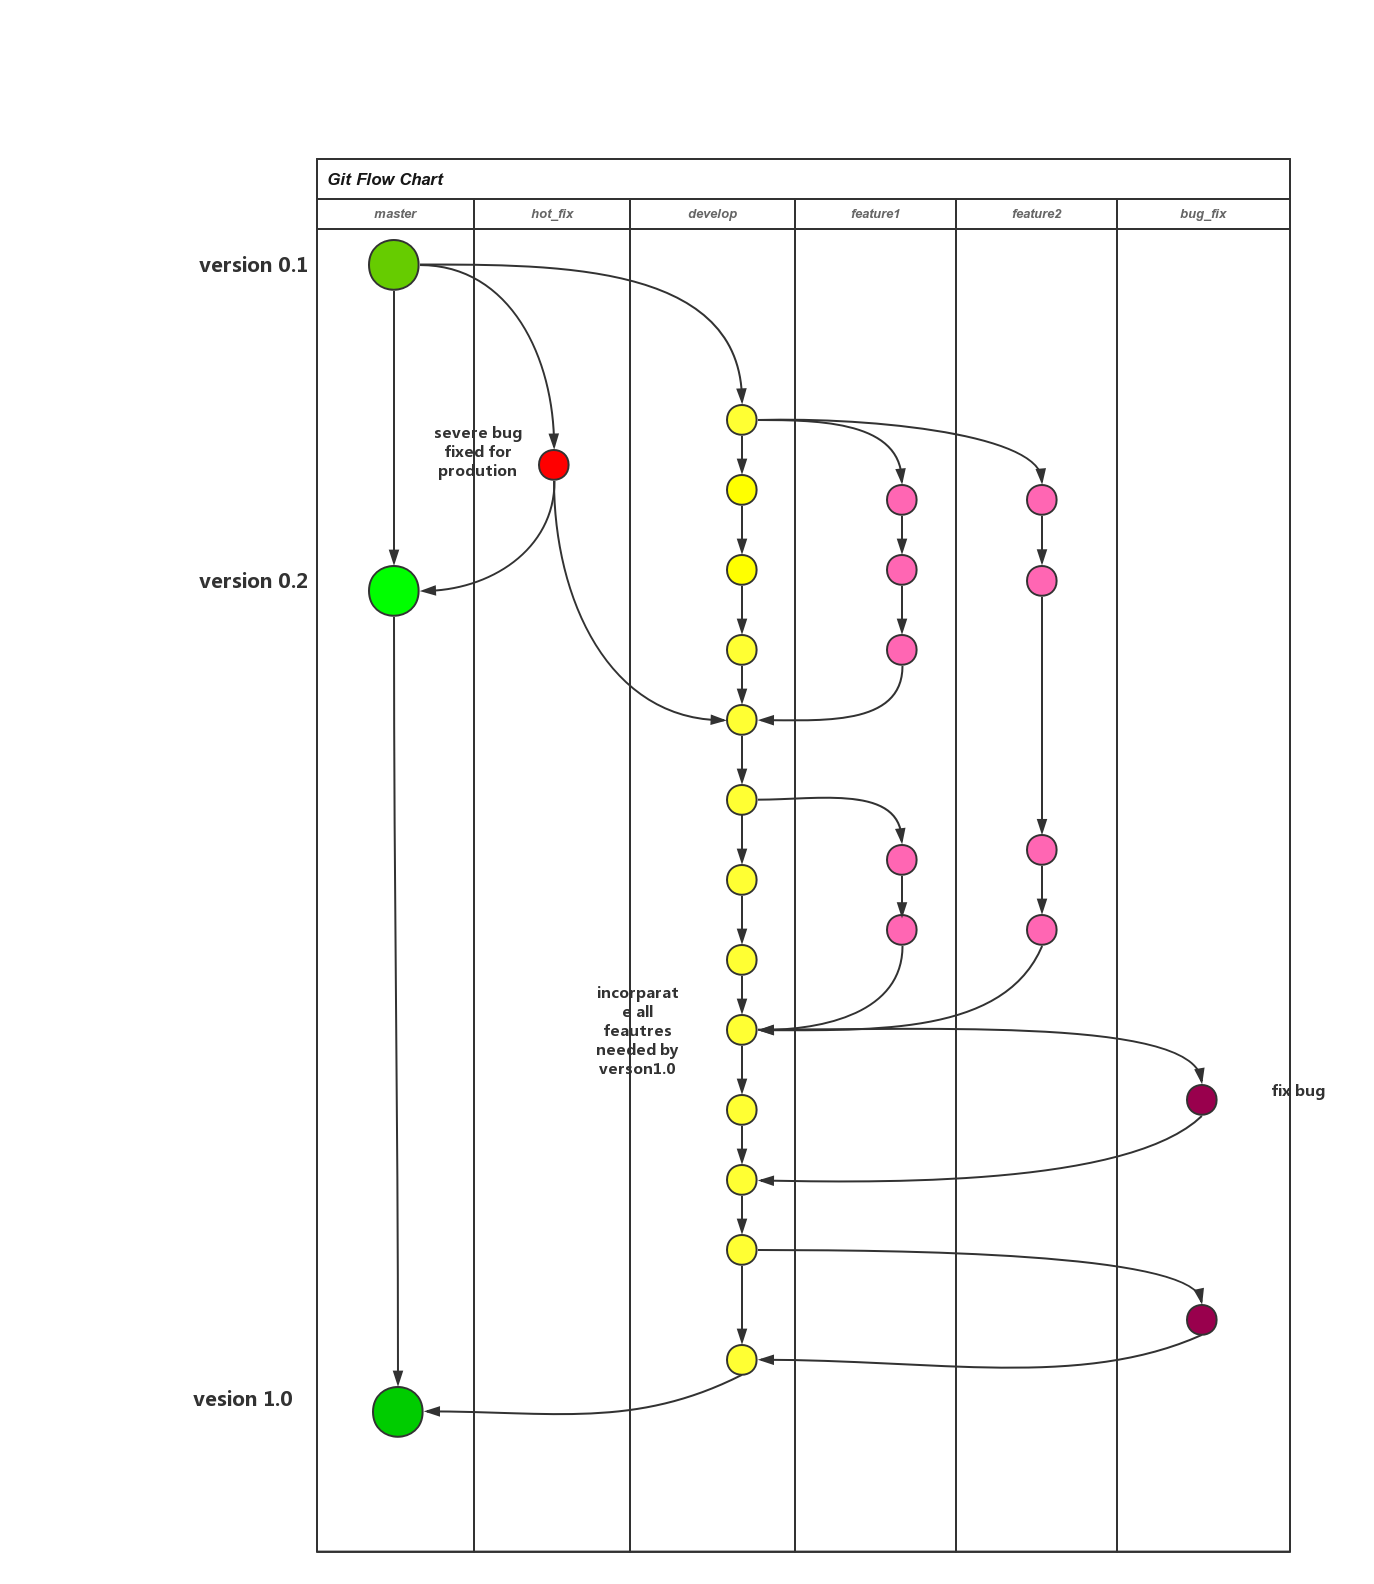 Git Flow Chart
master
hot_fix
develop
feature1
feature2
bug_fix
version 0.1
severe bug
fixed for
prodution
version 0.2
incorparat
e all
feautres
needed by
verson1.0
fix bug
vesion 1.0